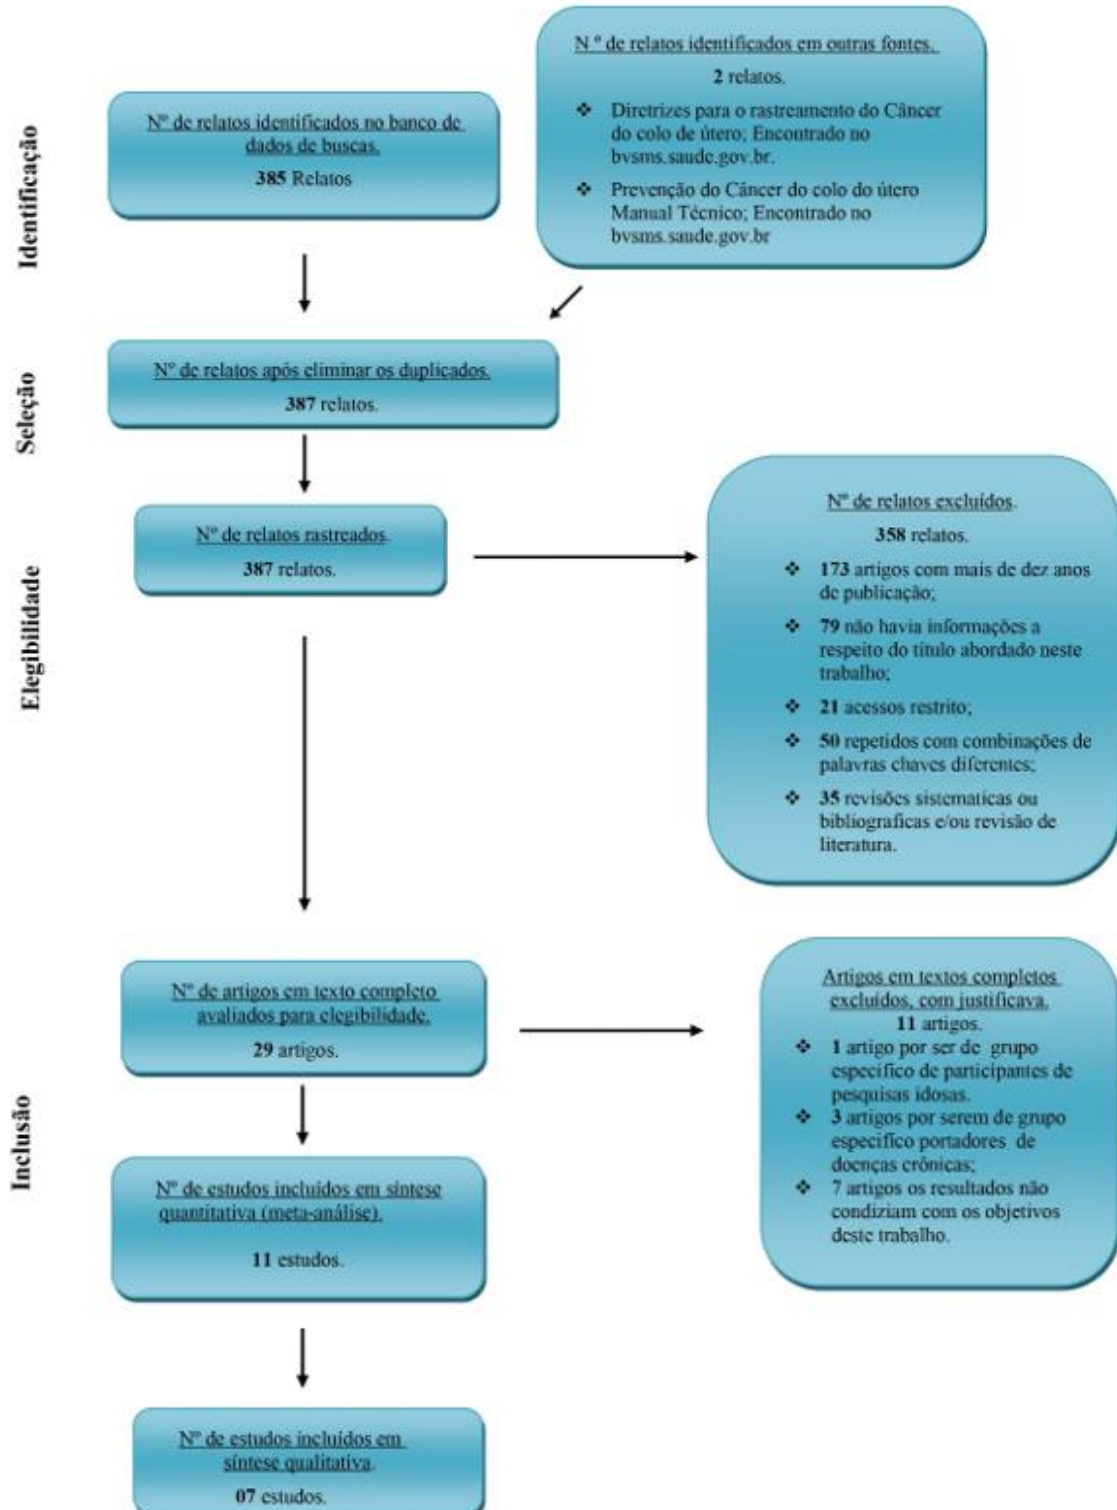 Identificação
Nº de relatos identificados no banco de
dados de buscas.
385 Relatos
N º de relatos identificados em outras fontes.
2 relatos.
❖ Diretrizes para o rastreamento do Câncer
do colo de útero; Encontrado no
bvsms.saude.gov.br.
❖ Prevenção do Câncer do colo do útero
Manual Técnico; Encontrado no
bvsms.saude.gov.br
Seleção
Nº de relatos após eliminar os duplicados.
387 relatos.
Elegibilidade
Nº de relatos rastreados.
387 relatos.
Nº de relatos excluídos.
358 relatos.
❖ 173 artigos com mais de dez anos
de publicação;
❖ 79 não havia informações a
respeito do título abordado neste
trabalho;
❖ 21 acessos restrito;
❖ 50 repetidos com combinações de
palavras chaves diferentes;
❖ 35 revisões sistematicas ou
bibliograficas e/ou revisão de
literatura.
Inclusão
Nº de artigos em texto completo
avaliados para elegibilidade.
29 artigos.
Artigos em textos completos
excluídos, com justificava.
11 artigos.
❖ 1 artigo por ser de grupo
especifico de participantes de
pesquisas idosas.
❖ 3 artigos por serem de grupo
especifico portadores de
doenças crônicas;
❖ 7 artigos os resultados não
condiziam com os objetivos
deste trabalho.
Nº de estudos incluídos em síntese
quantitativa (meta-análise).
11 estudos.
Nº de estudos incluídos em
síntese qualitativa.
07 estudos.